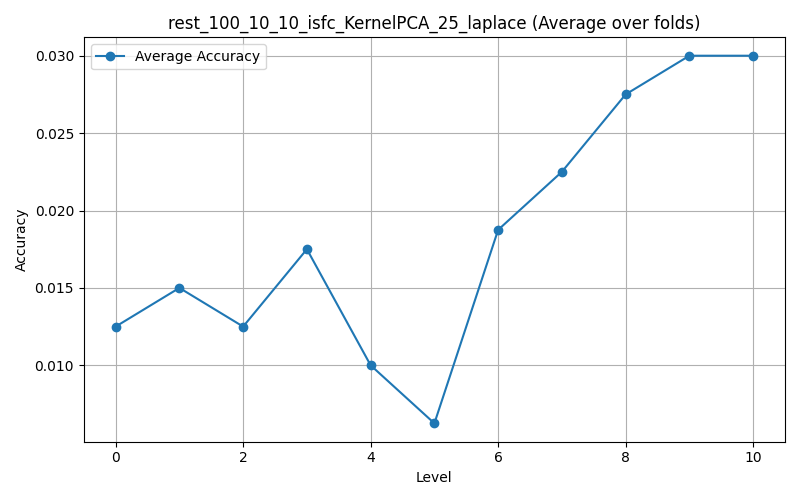 rest_100_10_10_isfc_KernelPCA_25_laplace (Average over folds)
Average Accuracy
0.030
0.025
0.020
0.015
0.010
Accuracy
0 2 4 6 8 10
Level